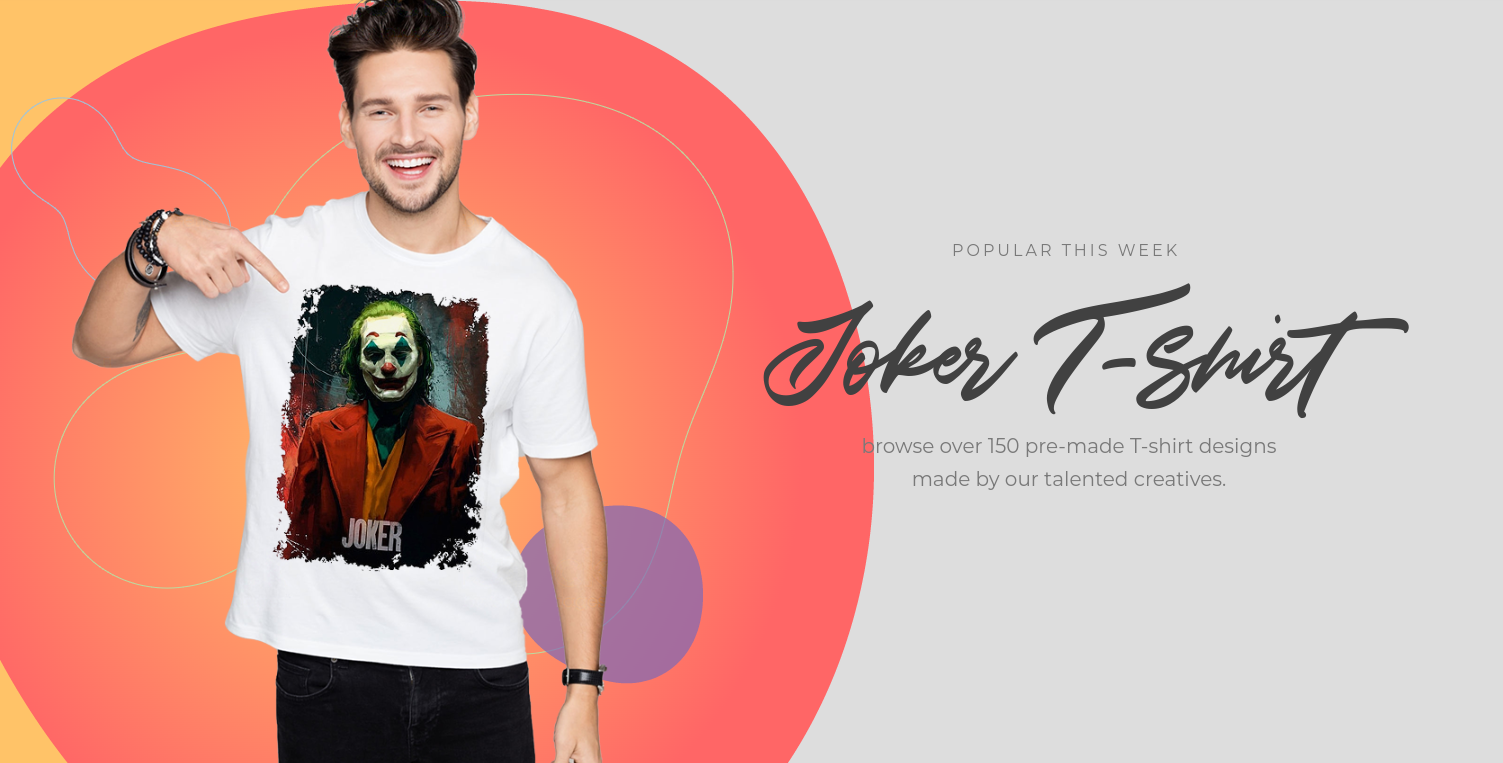 POPULAR THIS WEEK
Joker T-Shirt
browse over 150 pre-made T-shirt designs
made by our talented creatives.
JOKER